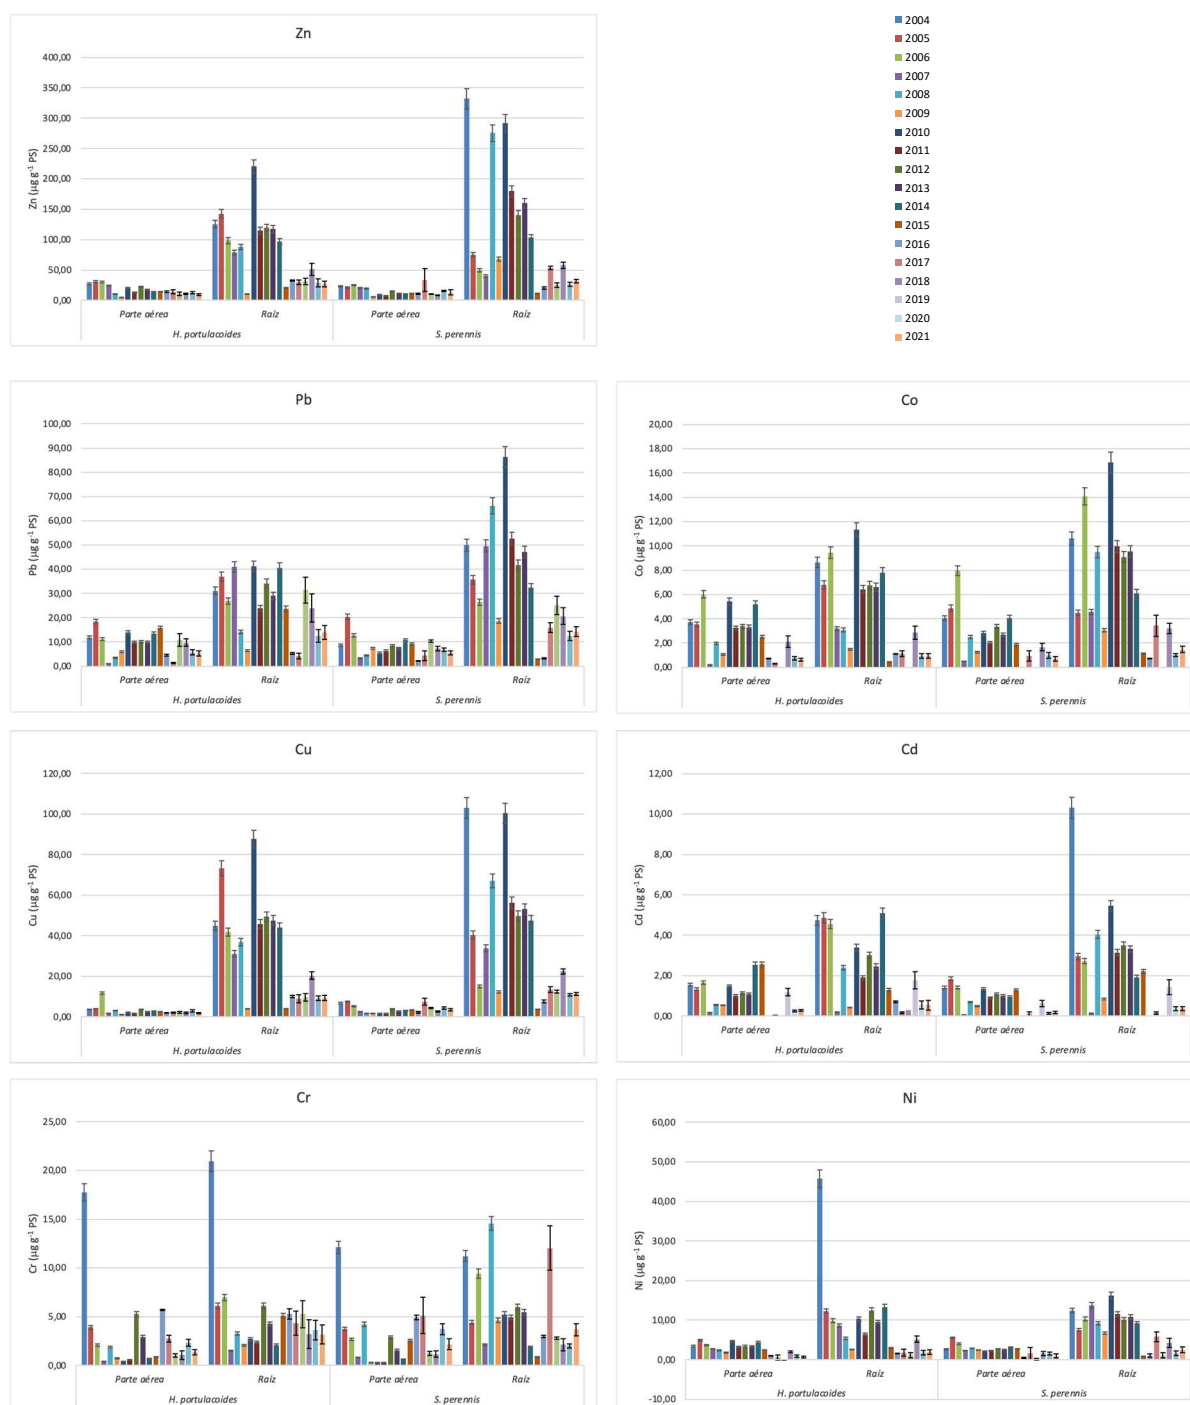 Zn
400,00
350,00
300,00
250,00
200,00
150,00
100,00
50,00
0,00
Zn (µg g⁻¹ PS)
Parte aérea
Raíz
Parte aérea
Raíz
H. portulacoides
S. perennis
2004
2005
2006
2007
2008
2009
2010
2011
2012
2013
2014
2015
2016
2017
2018
2019
2020
2021
Pb
100,00
90,00
80,00
70,00
60,00
50,00
40,00
30,00
20,00
10,00
0,00
Pb (µg g⁻¹ PS)
Parte aérea
Raíz
Parte aérea
Raíz
H. portulacoides
S. perennis
Co
20,00
18,00
16,00
14,00
12,00
10,00
8,00
6,00
4,00
2,00
0,00
Co (µg g⁻¹ PS)
Parte aérea
Raíz
Parte aérea
Raíz
H. portulacoides
S. perennis
Cu
120,00
100,00
80,00
60,00
40,00
20,00
0,00
Cu (µg g⁻¹ PS)
Parte aérea
Raíz
Parte aérea
Raíz
H. portulacoides
S. perennis
Cd
12,00
10,00
8,00
6,00
4,00
2,00
0,00
Cd (µg g⁻¹ PS)
Parte aérea
Raíz
Parte aérea
Raíz
H. portulacoides
S. perennis
Cr
25,00
20,00
15,00
10,00
5,00
0,00
Cr (µg g⁻¹ PS)
Parte aérea
Raíz
Parte aérea
Raíz
H. portulacoides
S. perennis
Ni
60,00
50,00
40,00
30,00
20,00
10,00
0,00
-10,00
Ni (µg g⁻¹ PS)
Parte aérea
Raíz
Parte aérea
Raíz
H. portulacoides
S. perennis